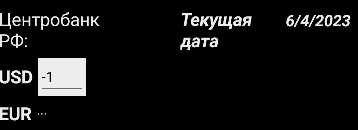 Центробанк Текущая 6/4/2023
РФ: дата
USD -1
EUR ...